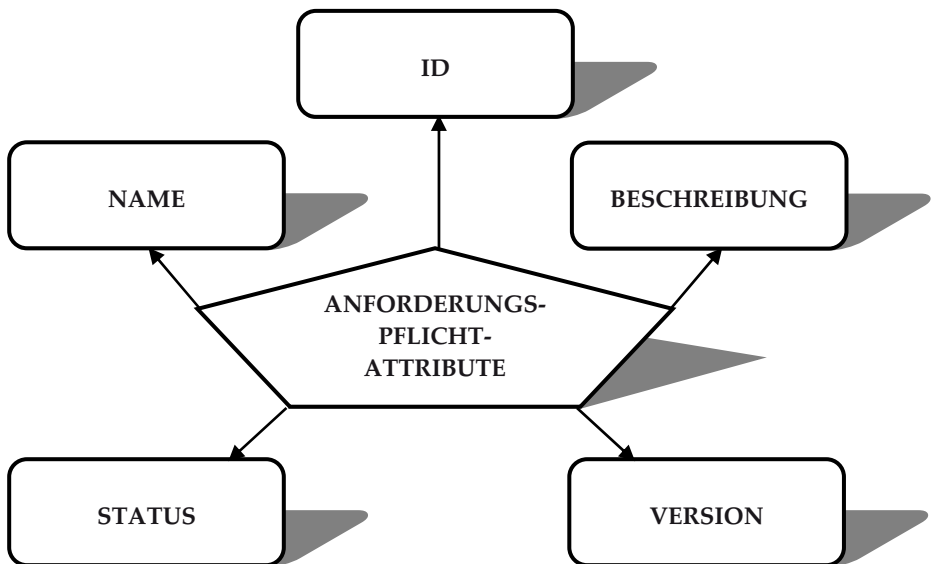 ID
NAME
BESCHREIBUNG
ANFORDERUNGS-
PFLICHT-
ATTRIBUTE
STATUS
VERSION